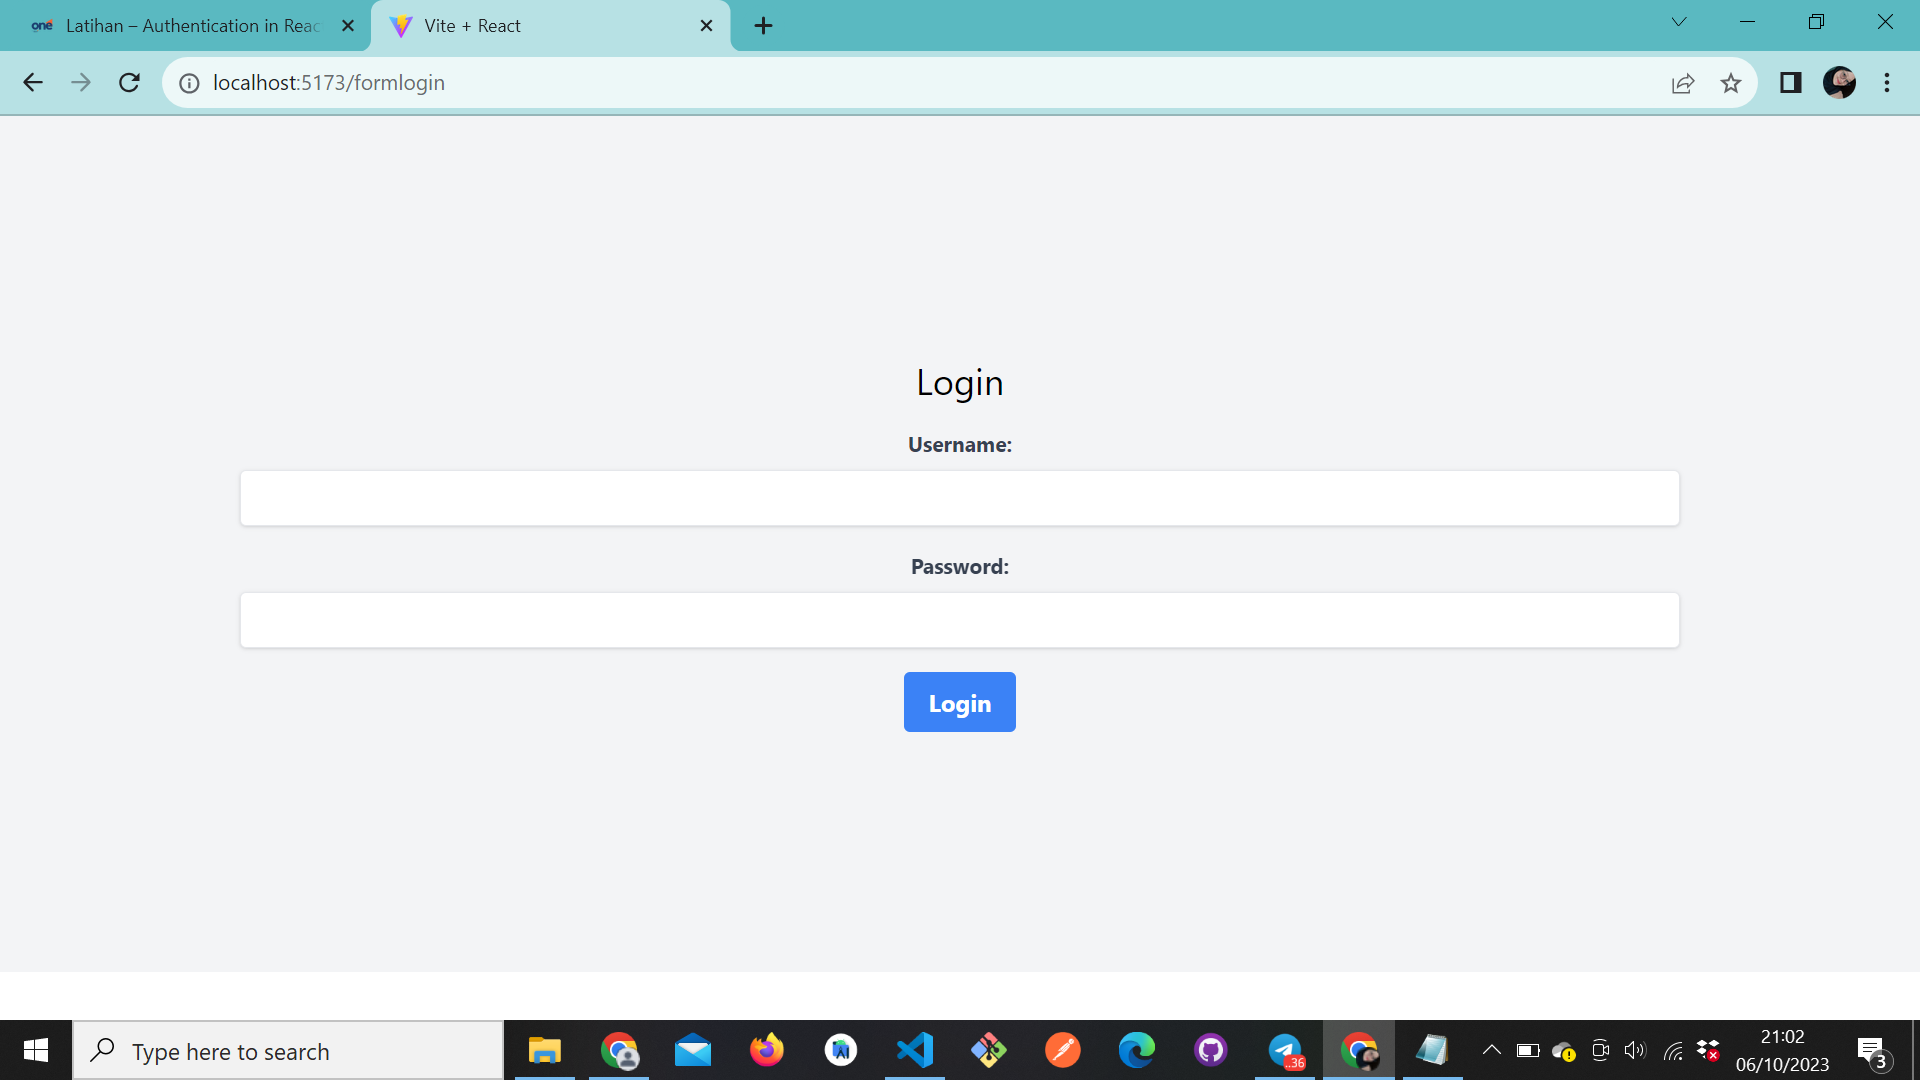 one Latihan – Authentication in Reac
Vite + React
localhost:5173/formlogin
Login
Username:
Password:
Login
Type here to search
AI
..36
21:02
06/10/2023
3